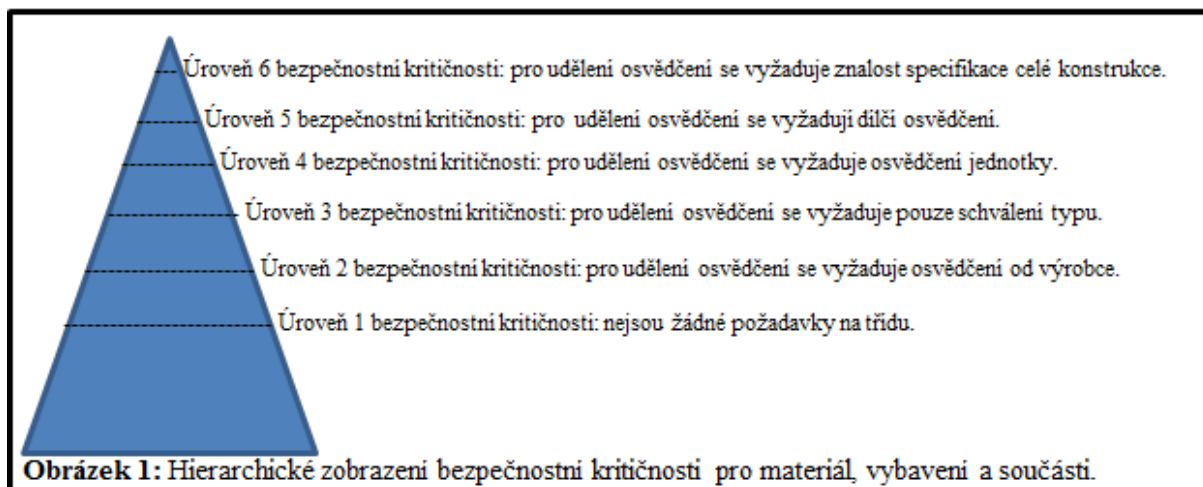 Úroveň 6 bezpečnostní kritičnosti: pro udělení osvědčení se vyžaduje znalost specifikace celé konstrukce.
Úroveň 5 bezpečnostní kritičnosti: pro udělení osvědčení se vyžadují dílčí osvědčení.
Úroveň 4 bezpečnostní kritičnosti: pro udělení osvědčení se vyžaduje osvědčení jednotky.
Úroveň 3 bezpečnostní kritičnosti: pro udělení osvědčení se vyžaduje pouze schválení typu.
Úroveň 2 bezpečnostní kritičnosti: pro udělení osvědčení se vyžaduje osvědčení od výrobce.
Úroveň 1 bezpečnostní kritičnosti: nejsou žádné požadavky na třídu.
Obrázek 1: Hierarchické zobrazení bezpečnostní kritičnosti pro materiál, vybavení a součásti.